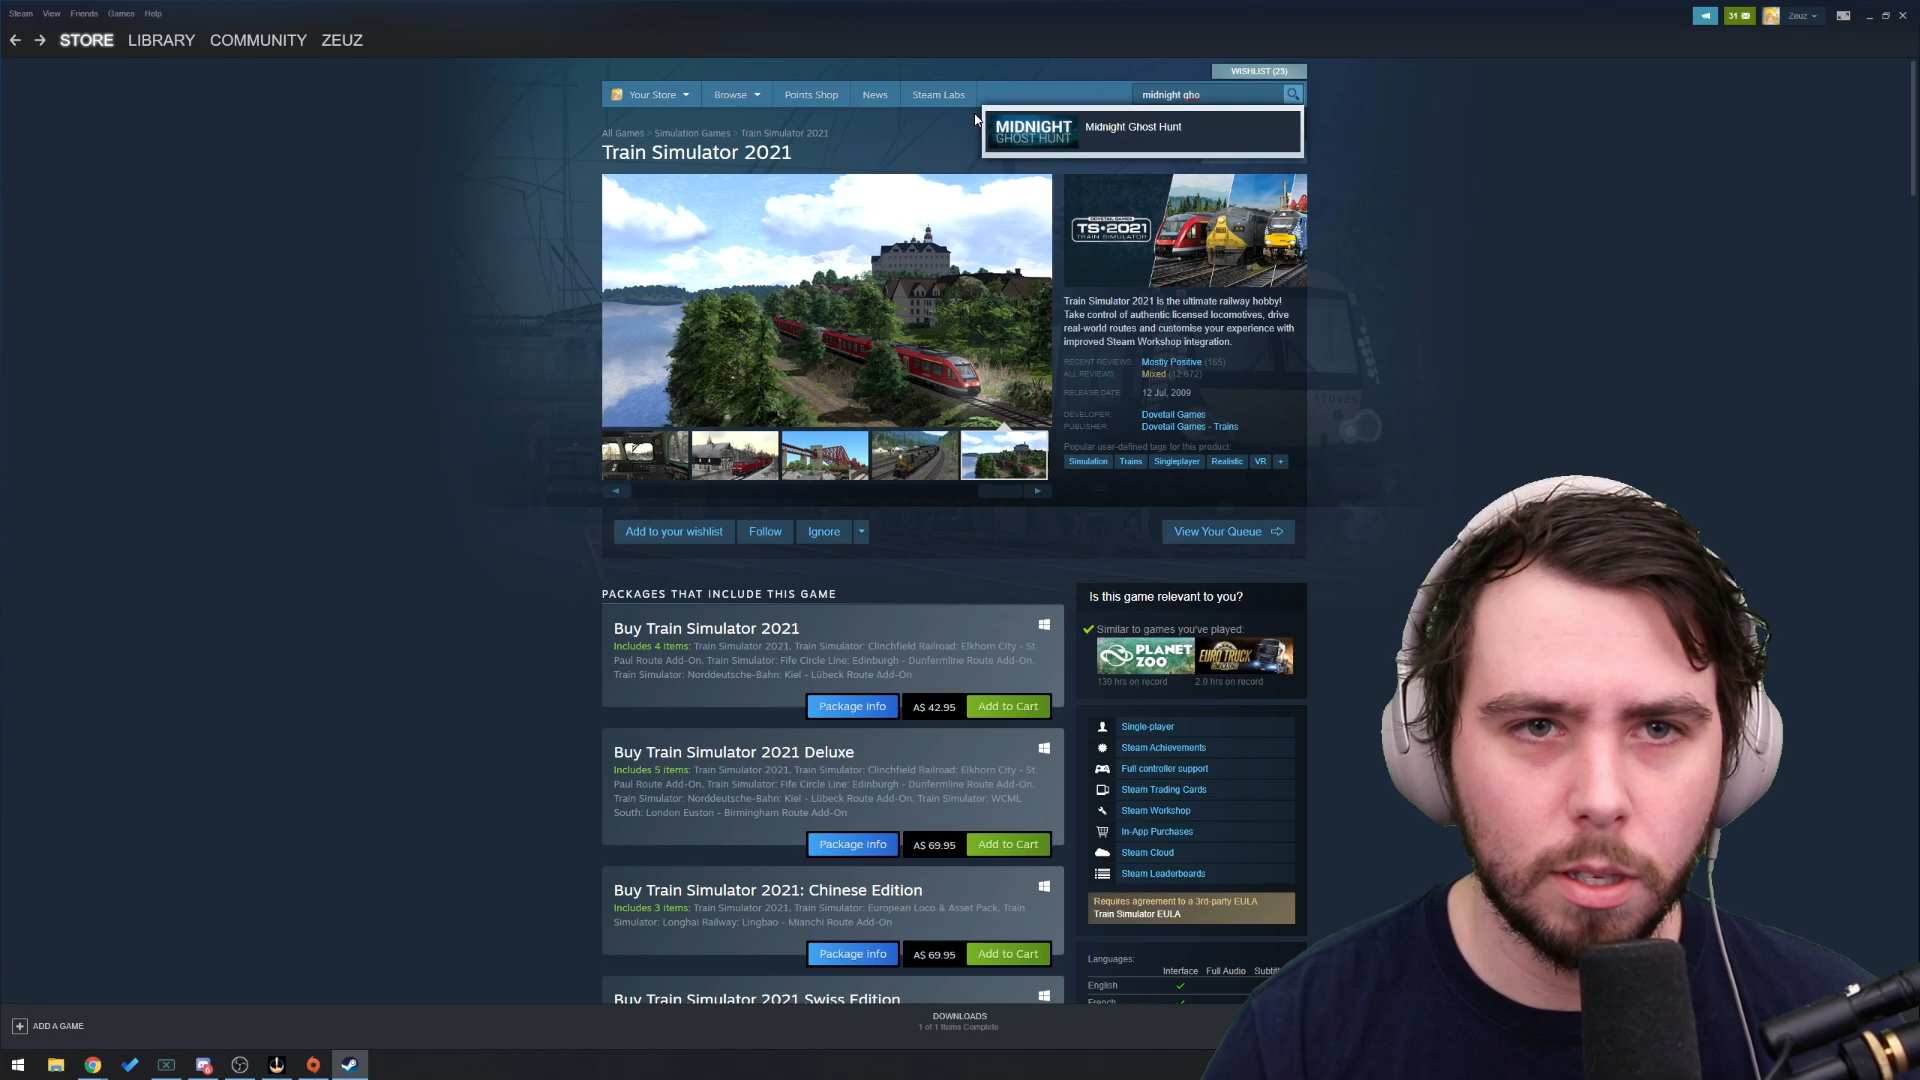 Steam View Friends Games Help
31
Zeuz
STORE LIBRARY COMMUNITY ZEUZ
WISHLIST (23)
Your Store Browse Points Shop News Steam Labs
midnight gho
MIDNIGHT
GHOST HUNT
Midnight Ghost Hunt
All Games > Simulation Games > Train Simulator 2021
Train Simulator 2021
DOVETAIL GAMES
TS·2021
TRAIN SIMULATOR
Train Simulator 2021 is the ultimate railway hobby!
Take control of authentic licensed locomotives, drive
real-world routes and customise your experience with
improved Steam Workshop integration.
RECENT REVIEWS: Mostly Positive (165)
ALL REVIEWS: Mixed (12,672)
RELEASE DATE: 12 Jul, 2009
DEVELOPER: Dovetail Games
PUBLISHER: Dovetail Games - Trains
Popular user-defined tags for this product:
Simulation Trains Singleplayer Realistic VR +
170425
Add to your wishlist Follow Ignore
View Your Queue
PACKAGES THAT INCLUDE THIS GAME
Buy Train Simulator 2021
Includes 4 items: Train Simulator 2021, Train Simulator: Clinchfield Railroad: Elkhorn City - St.
Paul Route Add-On, Train Simulator: Fife Circle Line: Edinburgh - Dunfermline Route Add-On,
Train Simulator: Norddeutsche-Bahn: Kiel - Lübeck Route Add-On
Package info A$ 42.95 Add to Cart
Buy Train Simulator 2021 Deluxe
Includes 5 items: Train Simulator 2021, Train Simulator: Clinchfield Railroad: Elkhorn City - St.
Paul Route Add-On, Train Simulator: Fife Circle Line: Edinburgh - Dunfermline Route Add-On,
Train Simulator: Norddeutsche-Bahn: Kiel - Lübeck Route Add-On, Train Simulator: WCML
South: London Euston - Birmingham Route Add-On
Package info A$ 69.95 Add to Cart
Buy Train Simulator 2021: Chinese Edition
Includes 3 items: Train Simulator 2021, Train Simulator: European Loco & Asset Pack, Train
Simulator: Longhai Railway: Lingbao - Mianchi Route Add-On
Package info A$ 69.95 Add to Cart
Buy Train Simulator 2021 Swiss Edition
Is this game relevant to you?
Similar to games you've played:
PLANET
ZOO
EURO TRUCK
130 hrs on record 2.0 hrs on record
Single-player
Steam Achievements
Full controller support
Steam Trading Cards
Steam Workshop
In-App Purchases
Steam Cloud
Steam Leaderboards
Requires agreement to a 3rd-party EULA
Train Simulator EULA
Languages:
Interface Full Audio Subtit
English
French
ADD A GAME
DOWNLOADS
1 of 1 Items Complete